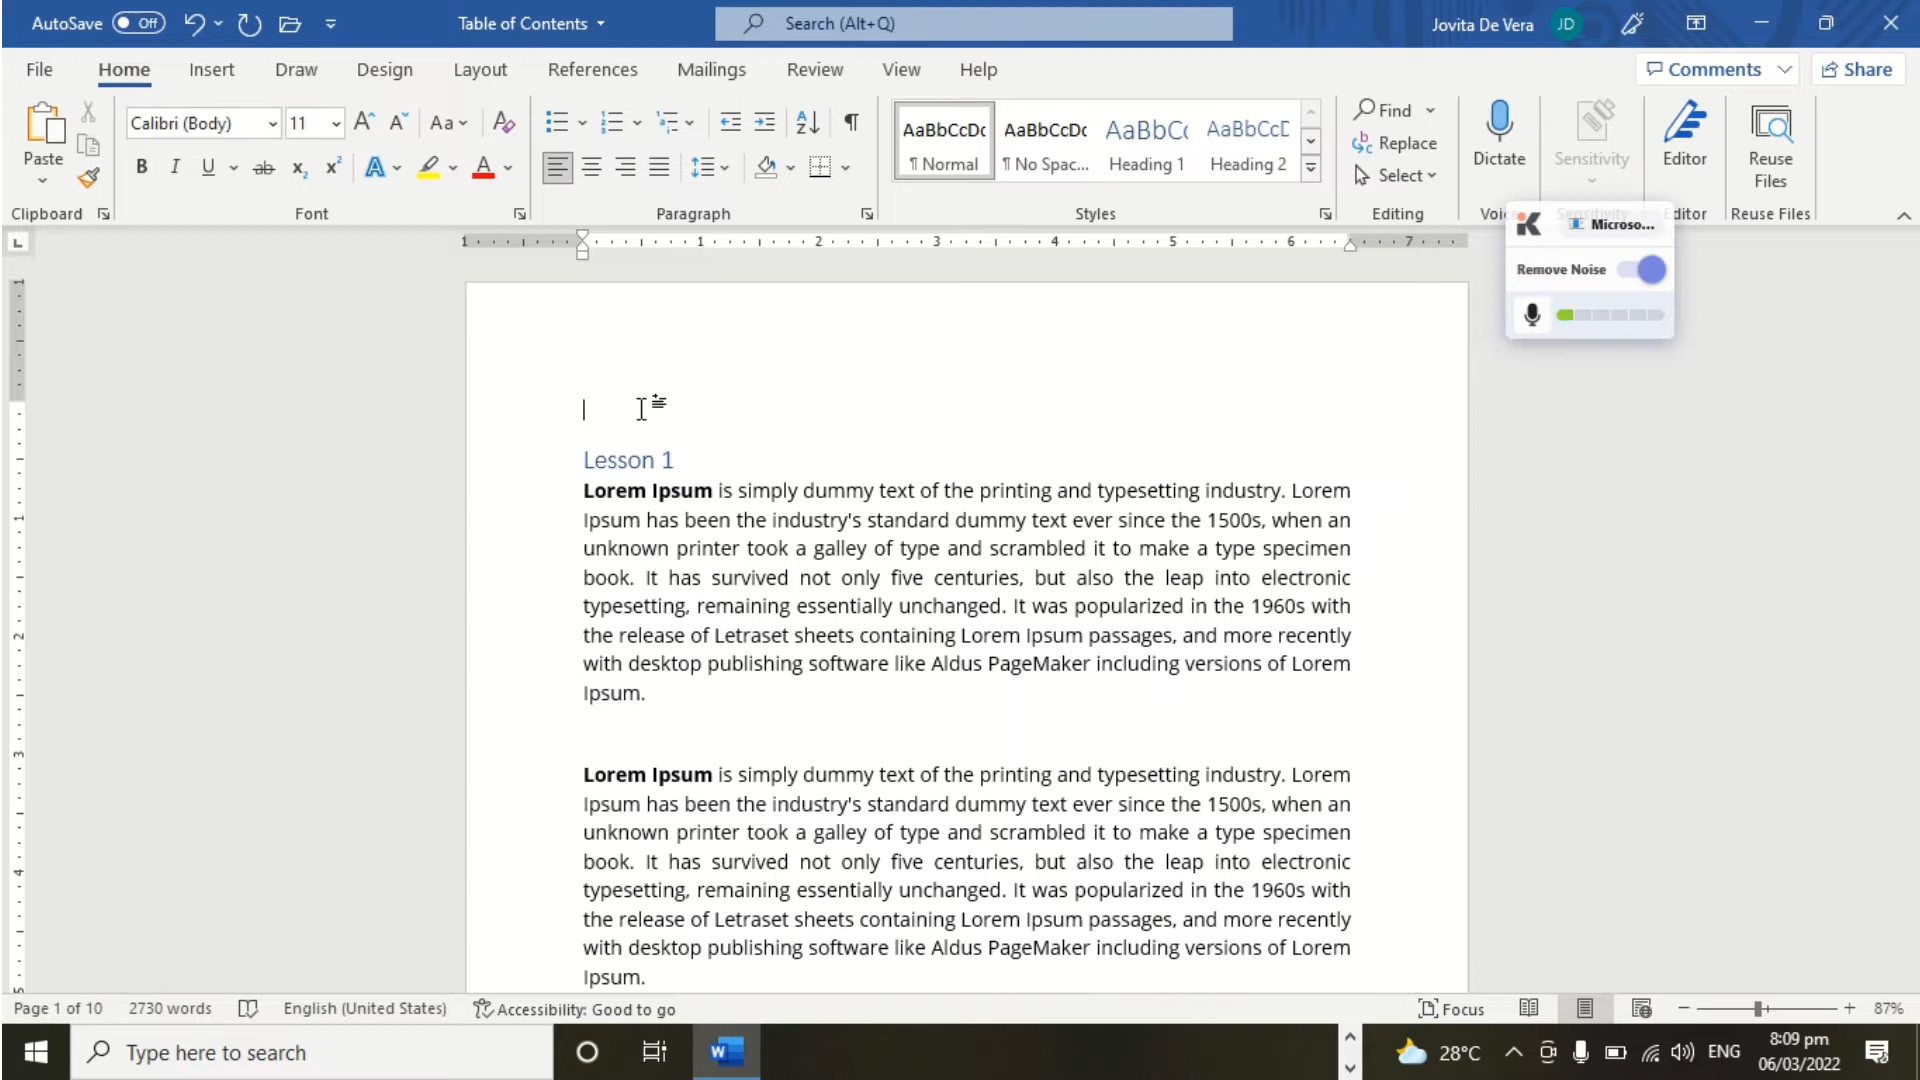 AutoSave Off Table of Contents Search (Alt+Q) Jovita De Vera JD
File Home Insert Draw Design Layout References Mailings Review View Help Comments Share
Paste
Clipboard
Calibri (Body) 11 Aa
B I U ab x₂ x² A A
Font
Paragraph
AaBbCcDc AaBbCcDc AaBbCc AaBbCcD
¶ Normal ¶ No Spac... Heading 1 Heading 2
Styles
Find
Replace
Select
Editing
Dictate
Sensitivity
Editor
Editor
Reuse
Files
Reuse Files
Microso...
Remove Noise
1 1 2 3 4 5 6 7
Lesson 1
Lorem Ipsum is simply dummy text of the printing and typesetting industry. Lorem
Ipsum has been the industry's standard dummy text ever since the 1500s, when an
unknown printer took a galley of type and scrambled it to make a type specimen
book. It has survived not only five centuries, but also the leap into electronic
typesetting, remaining essentially unchanged. It was popularized in the 1960s with
the release of Letraset sheets containing Lorem Ipsum passages, and more recently
with desktop publishing software like Aldus PageMaker including versions of Lorem
Ipsum.
Lorem Ipsum is simply dummy text of the printing and typesetting industry. Lorem
Ipsum has been the industry's standard dummy text ever since the 1500s, when an
unknown printer took a galley of type and scrambled it to make a type specimen
book. It has survived not only five centuries, but also the leap into electronic
typesetting, remaining essentially unchanged. It was popularized in the 1960s with
the release of Letraset sheets containing Lorem Ipsum passages, and more recently
with desktop publishing software like Aldus PageMaker including versions of Lorem
Ipsum.
Page 1 of 10 2730 words English (United States) Accessibility: Good to go Focus 87%
Type here to search 28°C ENG
8:09 pm
06/03/2022